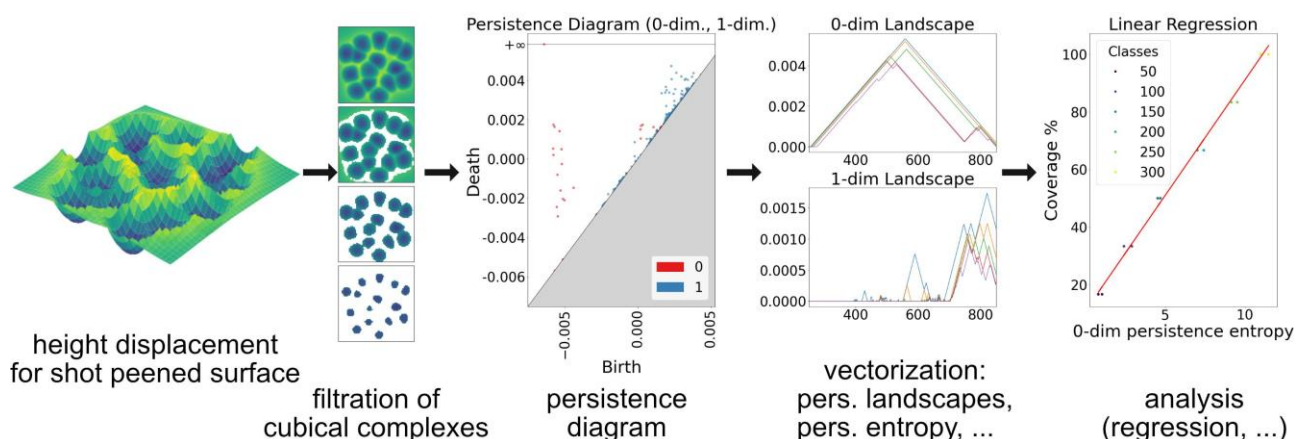 Persistence Diagram (0-dim., 1-dim.)
+∞
0.004
0.002
0.000
-0.002
-0.004
-0.006
Death
−0.005
0.000
0.005
Birth
0
1
0-dim Landscape
0.004
0.002
0.000
400
600
800
1-dim Landscape
0.0015
0.0010
0.0005
0.0000
400
600
800
Linear Regression
Classes
50
100
150
200
250
300
100
80
60
40
20
Coverage %
5
10
0-dim persistence entropy
height displacement
for shot peened surface
filtration of
cubical complexes
persistence
diagram
vectorization:
pers. landscapes,
pers. entropy, ...
analysis
(regression, ...)